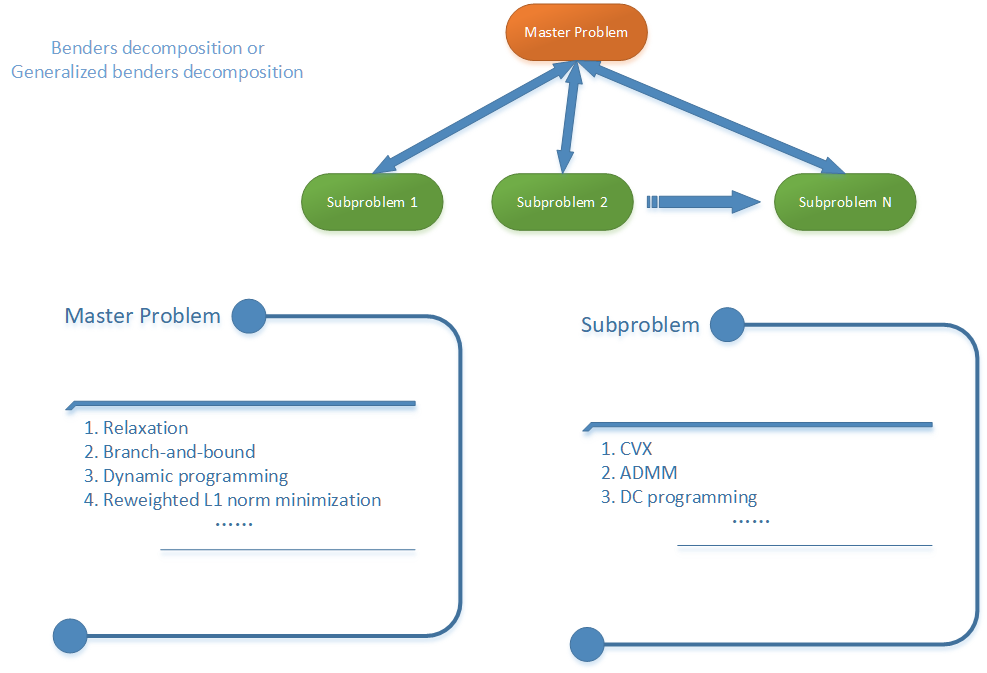 Benders decomposition or
Generalized benders decomposition
Master Problem
Subproblem 1
Subproblem 2
Subproblem N
Master Problem
1. Relaxation
2. Branch-and-bound
3. Dynamic programming
4. Reweighted L1 norm minimization
......
Subproblem
1. CVX
2. ADMM
3. DC programming
......